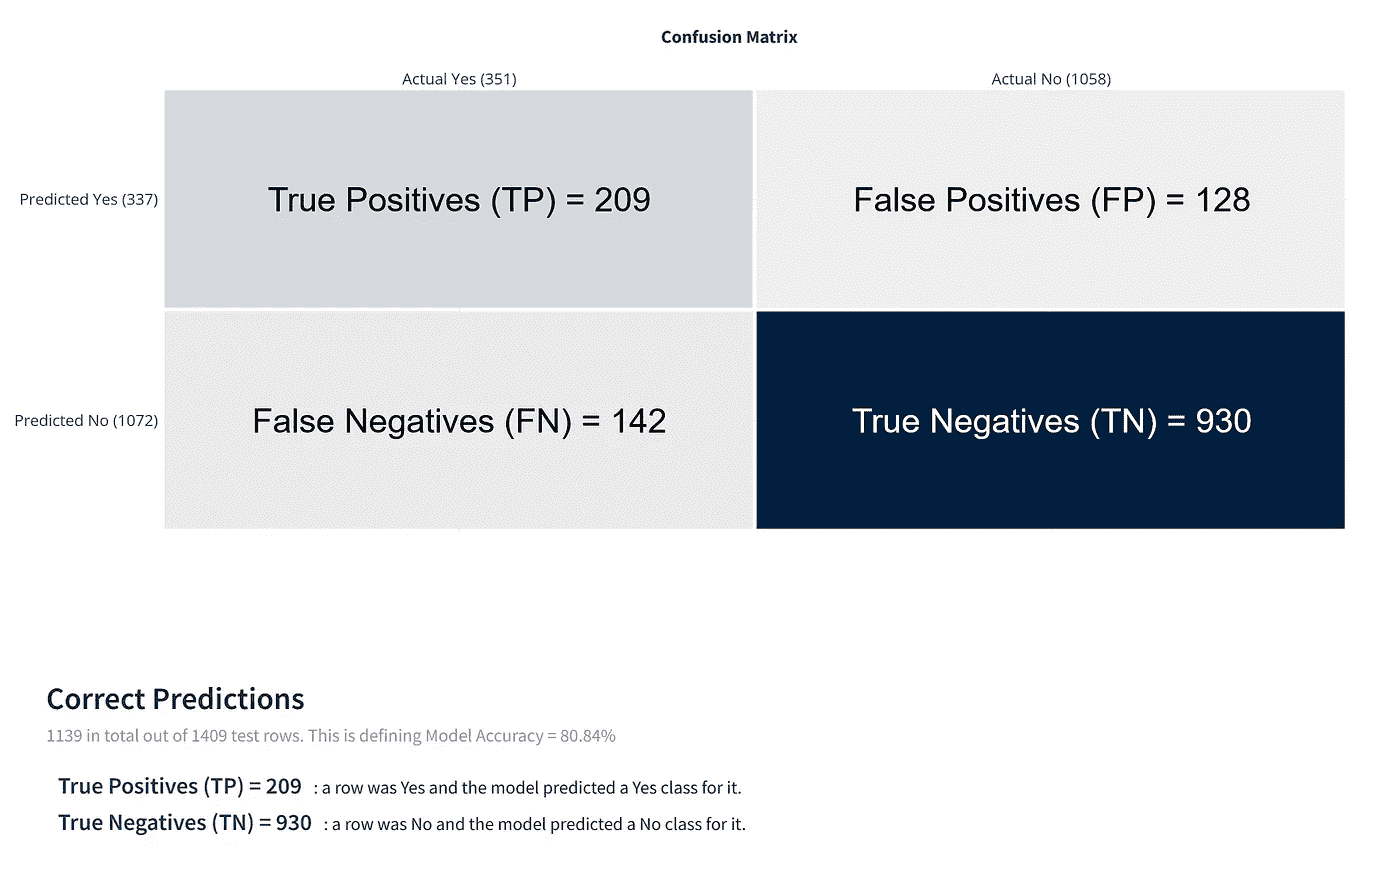 Confusion Matrix
Actual Yes (351)
Actual No (1058)
Predicted Yes (337)
True Positives (TP) = 209
False Positives (FP) = 128
Predicted No (1072)
False Negatives (FN) = 142
True Negatives (TN) = 930
Correct Predictions
1139 in total out of 1409 test rows. This is defining Model Accuracy = 80.84%
True Positives (TP) = 209 : a row was Yes and the model predicted a Yes class for it.
True Negatives (TN) = 930 : a row was No and the model predicted a No class for it.